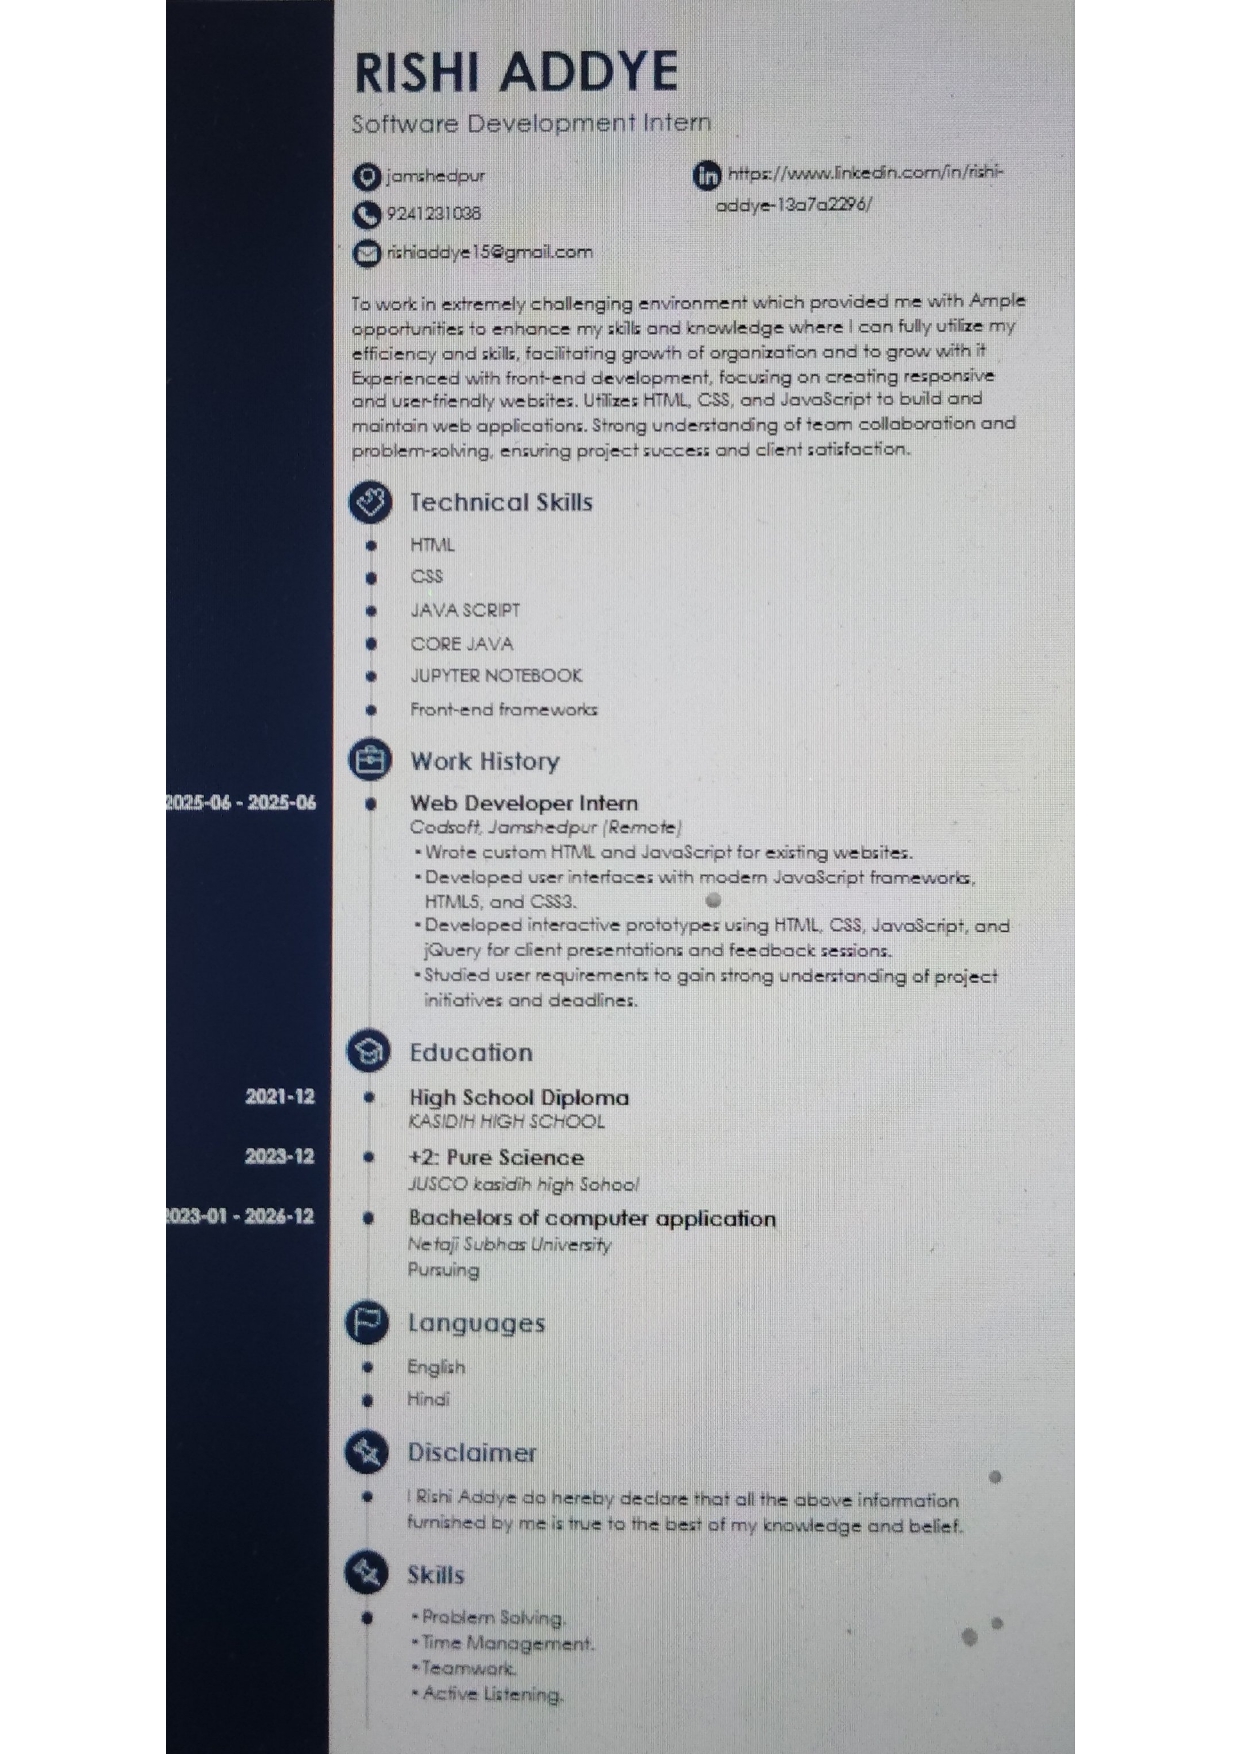 RISHI ADDYE
Software Development Intern
jamshedpur
9241231038
rishiaddye15@gmail.com
https://www.linkedin.com/in/rishi-
addye-13a7a2296/
To work in extremely challenging environment which provided me with Ample
opportunities to enhance my skills and knowledge where I can fully utilize my
efficiency and skills, facilitating growth of organization and to grow with it
Experienced with front-end development, focusing on creating responsive
and user-friendly websites. Utilizes HTML, CSS, and JavaScript to build and
maintain web applications. Strong understanding of team collaboration and
problem-solving, ensuring project success and client satisfaction.
Technical Skills
HTML
CSS
JAVA SCRIPT
CORE JAVA
JUPYTER NOTEBOOK
Front-end frameworks
Work History
2025-06 - 2025-06
Web Developer Intern
Codsoft, Jamshedpur (Remote)
• Wrote custom HTML and JavaScript for existing websites.
• Developed user interfaces with modern JavaScript frameworks,
HTML5, and CSS3.
• Developed interactive prototypes using HTML, CSS, JavaScript, and
jQuery for client presentations and feedback sessions.
• Studied user requirements to gain strong understanding of project
initiatives and deadlines.
Education
2021-12
High School Diploma
KASIDIH HIGH SCHOOL
2023-12
+2: Pure Science
JUSCO kasidih high School
2023-01 - 2026-12
Bachelors of computer application
Netaji Subhas University
Pursuing
Languages
English
Hindi
Disclaimer
I Rishi Addye do hereby declare that all the above information
furnished by me is true to the best of my knowledge and belief.
Skills
• Problem Solving.
• Time Management.
• Teamwork.
• Active Listening.